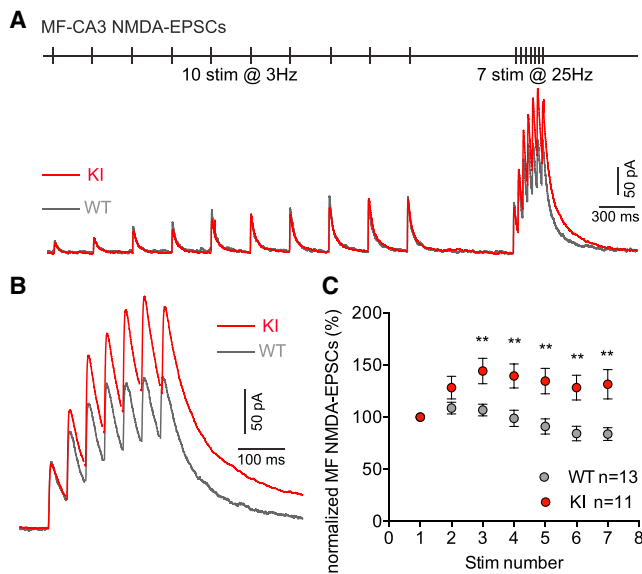 A
MF-CA3 NMDA-EPSCs
10 stim @ 3Hz
7 stim @ 25Hz
KI
WT
50 pA
300 ms
B
KI
WT
50 pA
100 ms
C
normalized MF NMDA-EPSCs (%)
200
150
100
50
0
** ** ** ** **
WT n=13
KI n=11
0 1 2 3 4 5 6 7 8
Stim number